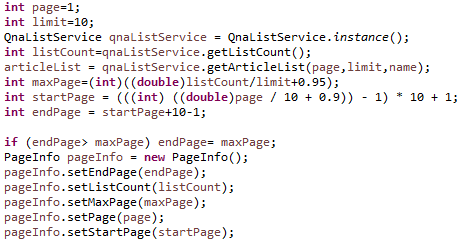 int page=1;
int limit=10;
QnaListService qnaListService = QnaListService.instance();
int listCount=qnaListService.getListCount();
articleList = qnaListService.getArticleList(page,limit,name);
int maxPage=(int)((double)listCount/limit+0.95);
int startPage = (((int) ((double)page / 10 + 0.9)) - 1) * 10 + 1;
int endPage = startPage+10-1;

if (endPage> maxPage) endPage= maxPage;
PageInfo pageInfo = new PageInfo();
pageInfo.setEndPage(endPage);
pageInfo.setListCount(listCount);
pageInfo.setMaxPage(maxPage);
pageInfo.setPage(page);
pageInfo.setStartPage(startPage);